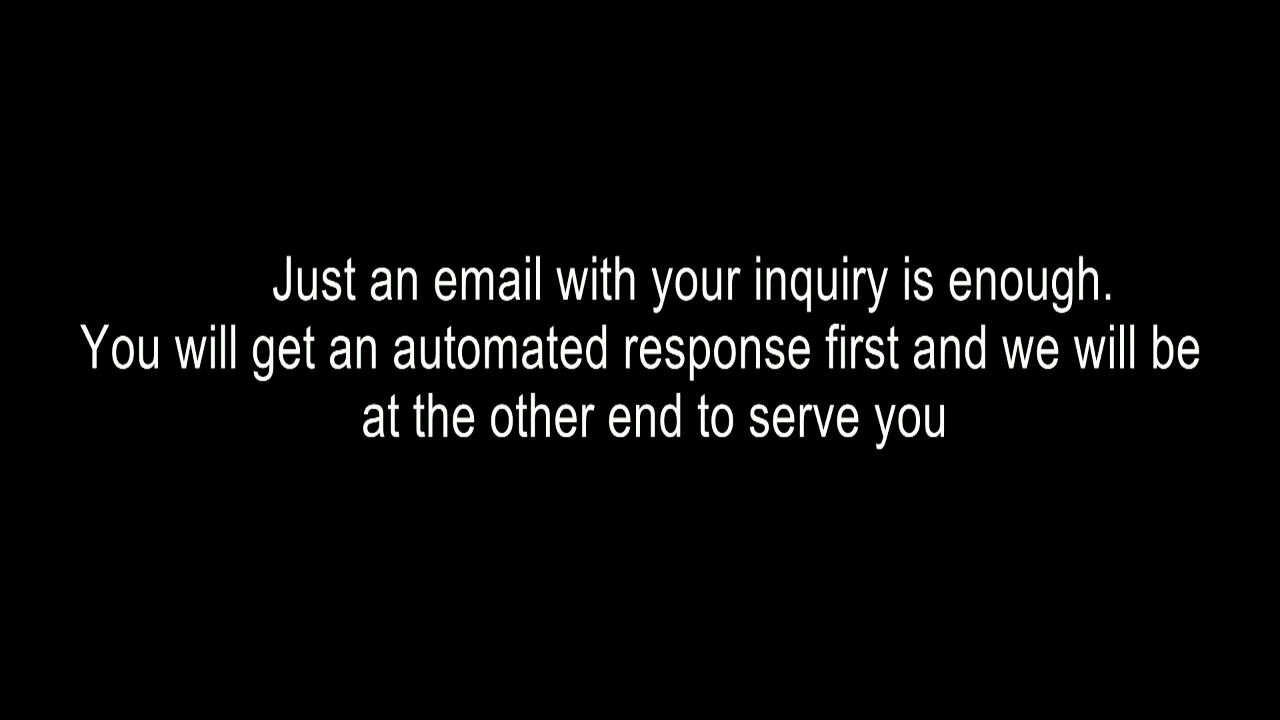 Just an email with your inquiry is enough.
You will get an automated response first and we will be
at the other end to serve you